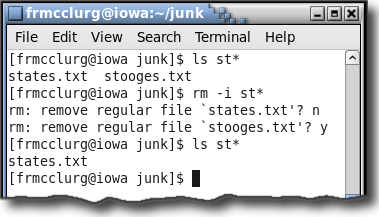 frmcclurg@iowa:~/junk
File Edit View Search Terminal Help
[frmcclurg@iowa junk]$ ls st*
states.txt  stooges.txt
[frmcclurg@iowa junk]$ rm -i st*
rm: remove regular file `states.txt'? n
rm: remove regular file `stooges.txt'? y
[frmcclurg@iowa junk]$ ls st*
states.txt
[frmcclurg@iowa junk]$